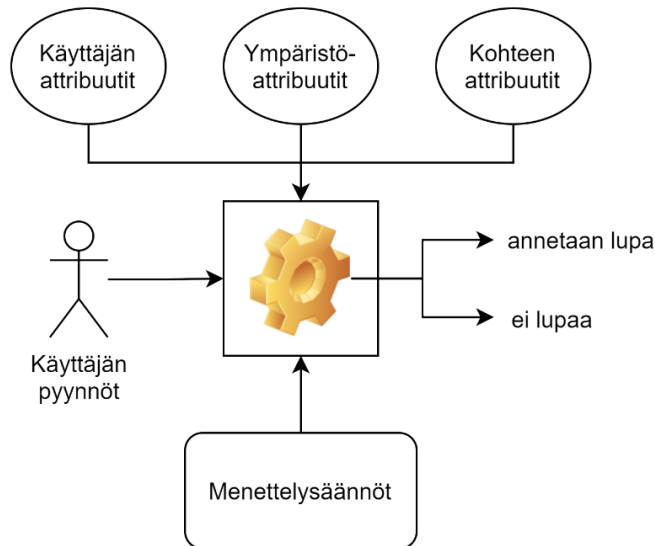 Käyttäjän
attribuutit
Ympäristö-
attribuutit
Kohteen
attribuutit
annetaan lupa
ei lupaa
Käyttäjän
pyynnöt
Menettelysäännöt